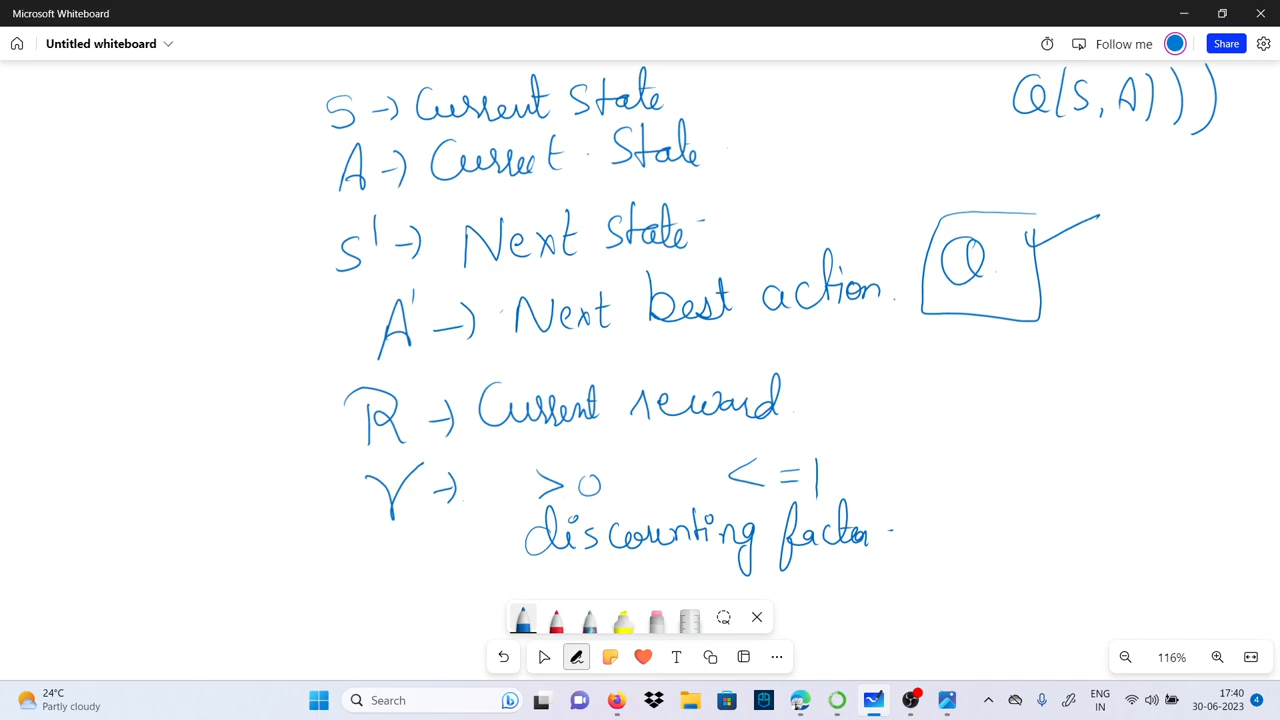 Microsoft Whiteboard
Untitled whiteboard
Follow me
Share
S → Current State
Q(S, A)))
A → Current State
S' → Next State
Q
A' → Next best action.
R → Current reward
γ → >0 <=1
discounting factor
116%
24°C
Partly cloudy
Search
ENG
IN
17:40
30-06-2023
4